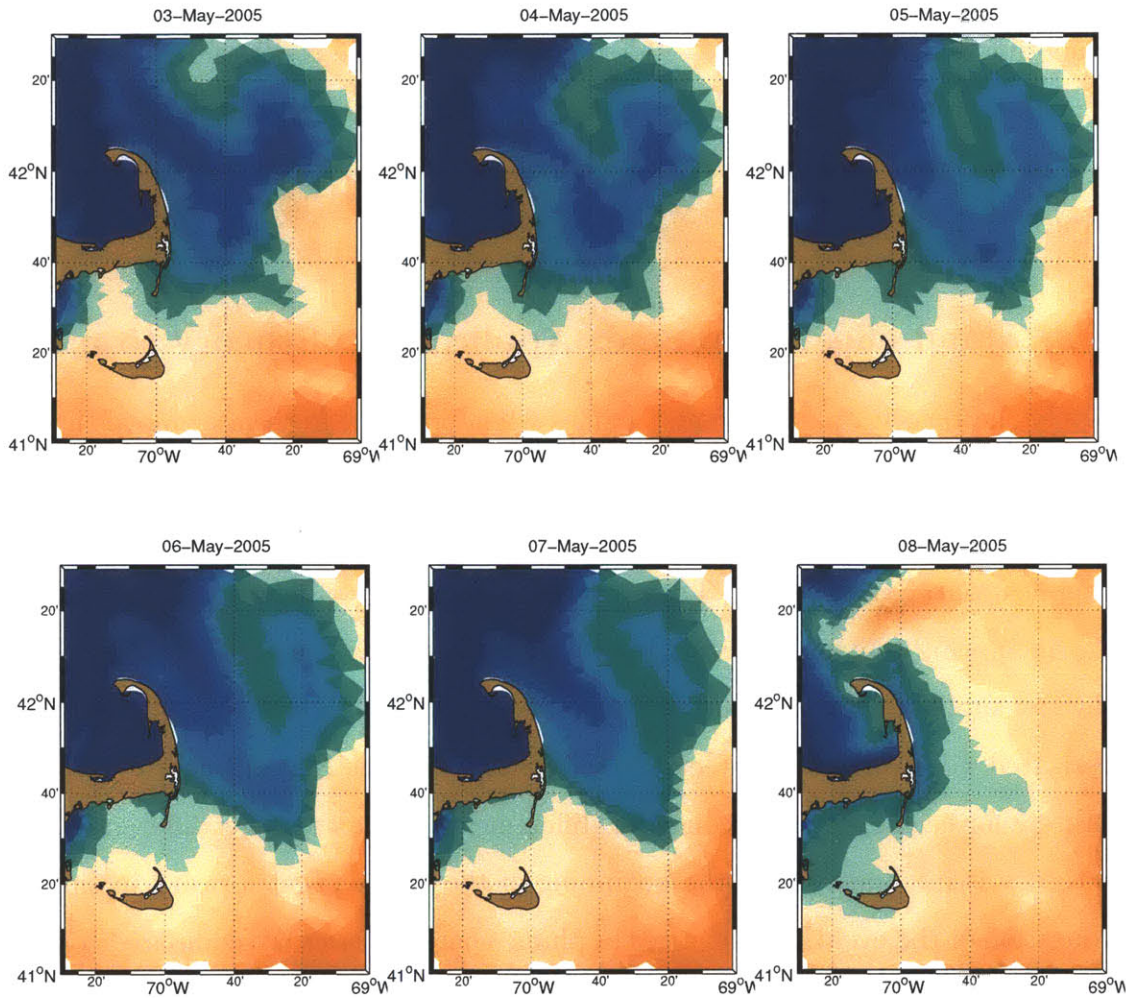 03-May-2005 04-May-2005 05-May-2005
20' 20' 20'
42°N 42°N 42°N
40' 40' 40'
20' 20' 20'
41°N 41°N 41°N
20' 70°W 40' 20' 69°W 20' 70°W 40' 20' 69°W 20' 70°W 40' 20' 69°W
06-May-2005 07-May-2005 08-May-2005
20' 20' 20'
42°N 42°N 42°N
40' 40' 40'
20' 20' 20'
41°N 41°N 41°N
20' 70°W 40' 20' 69°W 20' 70°W 40' 20' 69°W 20' 70°W 40' 20' 69°W